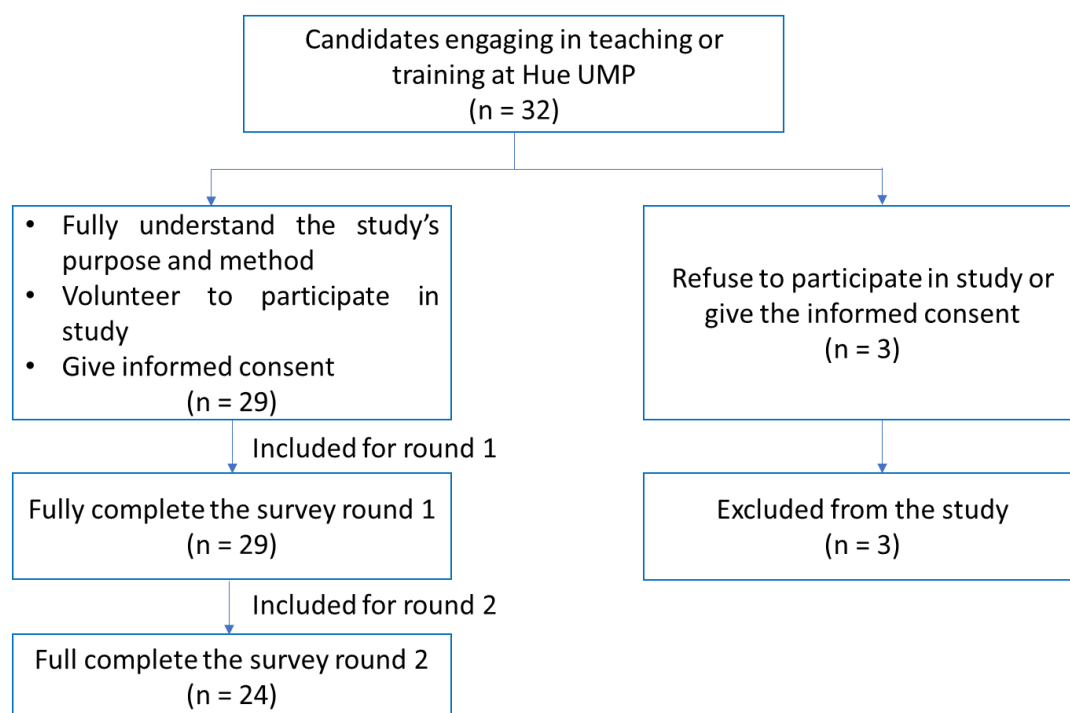 Candidates engaging in teaching or
training at Hue UMP
(n = 32)
• Fully understand the study's
purpose and method
• Volunteer to participate in
study
• Give informed consent
(n = 29)
Refuse to participate in study or
give the informed consent
(n = 3)
Included for round 1
Fully complete the survey round 1
(n = 29)
Excluded from the study
(n = 3)
Included for round 2
Full complete the survey round 2
(n = 24)